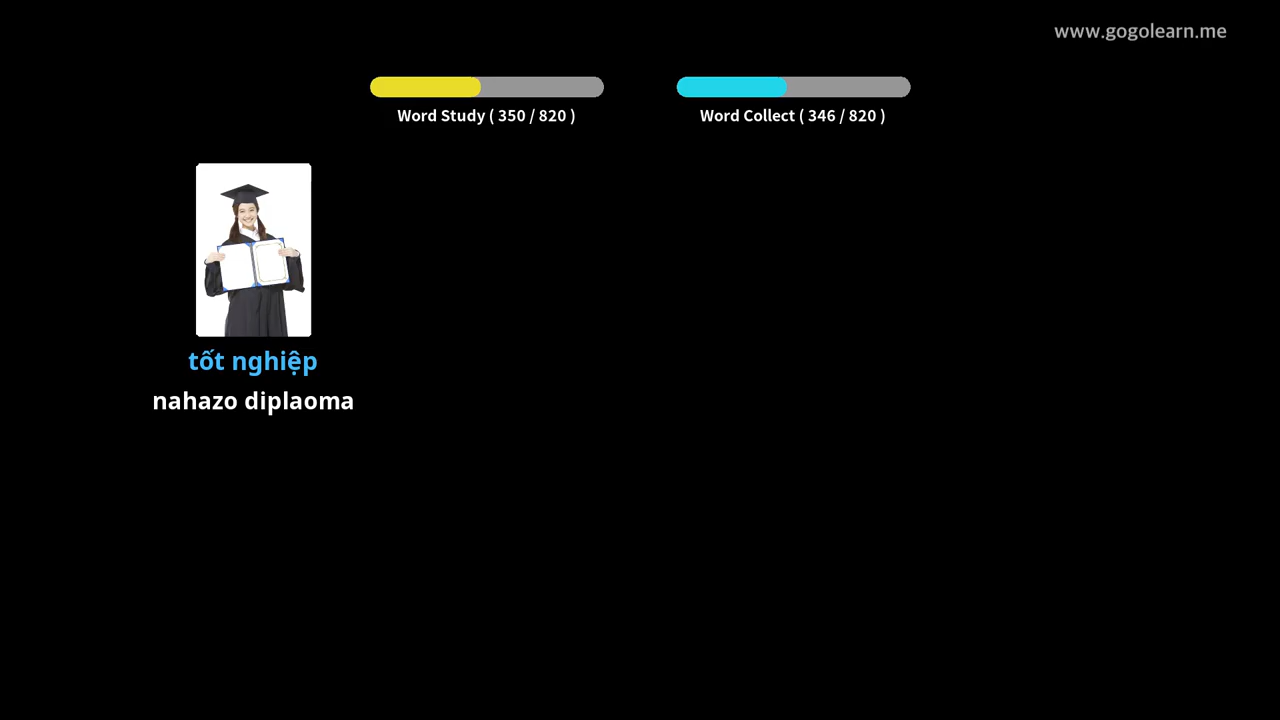 www.gogolearn.me
Word Study ( 350 / 820 )
Word Collect ( 346 / 820 )
tốt nghiệp
nahazo diplaoma